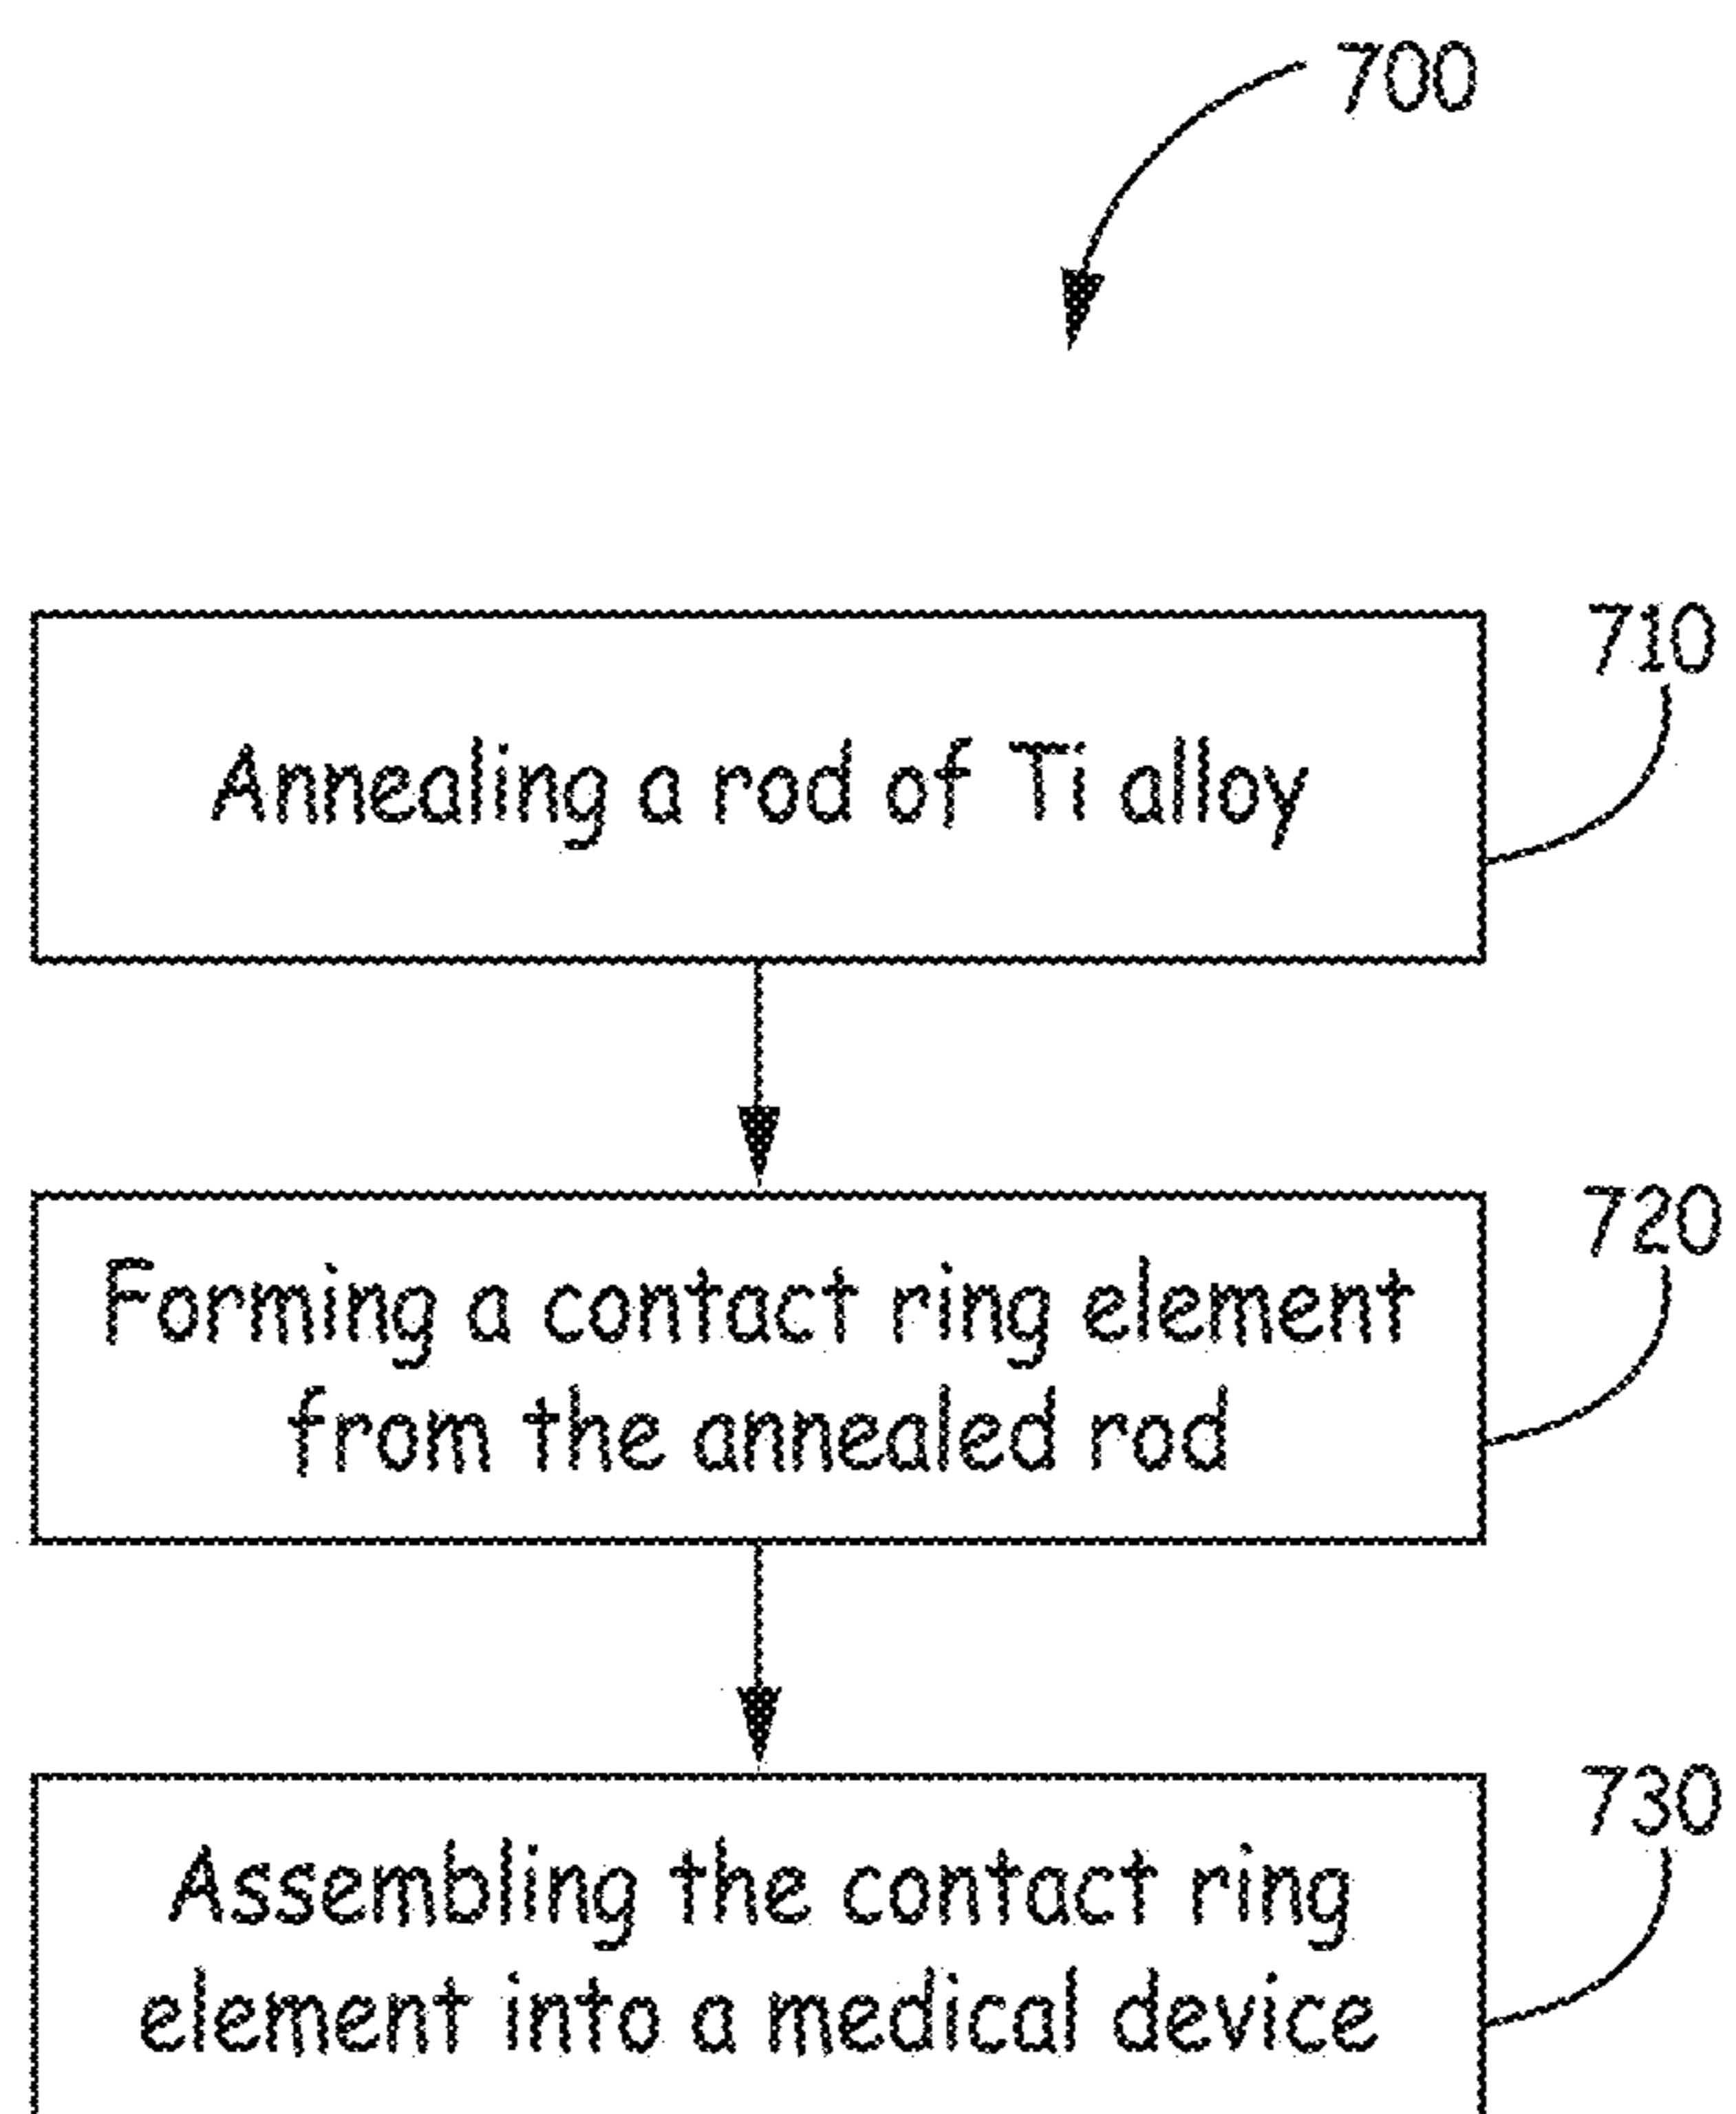 700
710
Annealing a rod of Ti alloy
720
Forming a contact ring element
from the annealed rod
730
Assembling the contact ring
element into a medical device